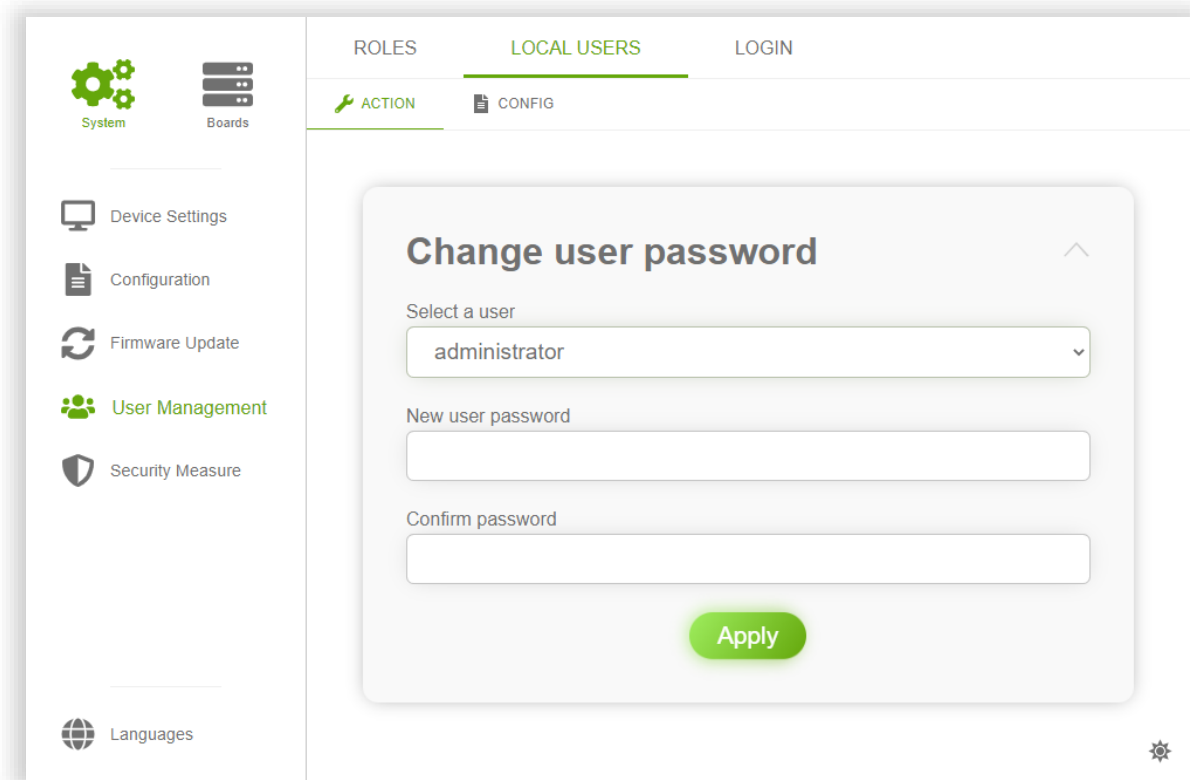 System
Boards
Device Settings
Configuration
Firmware Update
User Management
Security Measure
Languages
ROLES LOCAL USERS LOGIN
ACTION CONFIG
Change user password
Select a user
administrator
New user password
Confirm password
Apply